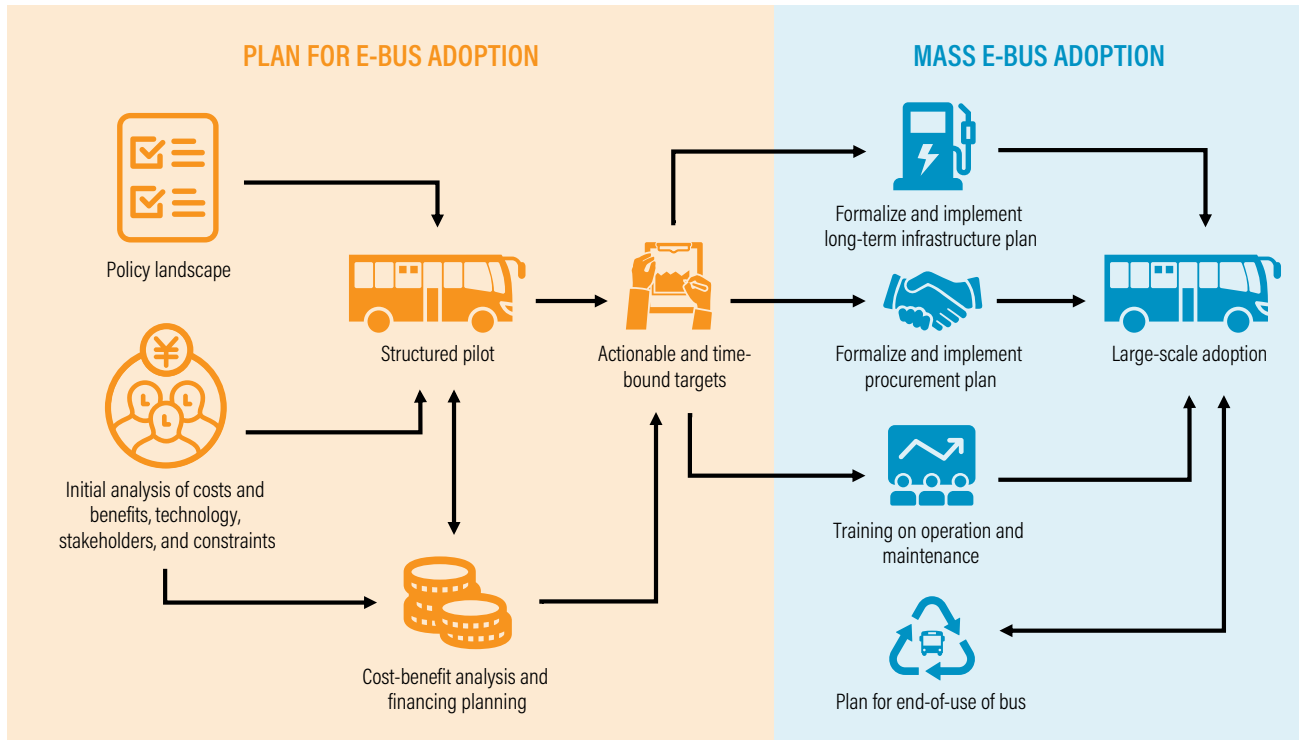 PLAN FOR E-BUS ADOPTION
Policy landscape
Structured pilot
Actionable and time-
bound targets
¥
Initial analysis of costs and
benefits, technology,
stakeholders, and constraints
Cost-benefit analysis and
financing planning
MASS E-BUS ADOPTION
Formalize and implement
long-term infrastructure plan
Formalize and implement
procurement plan
Large-scale adoption
Training on operation and
maintenance
Plan for end-of-use of bus